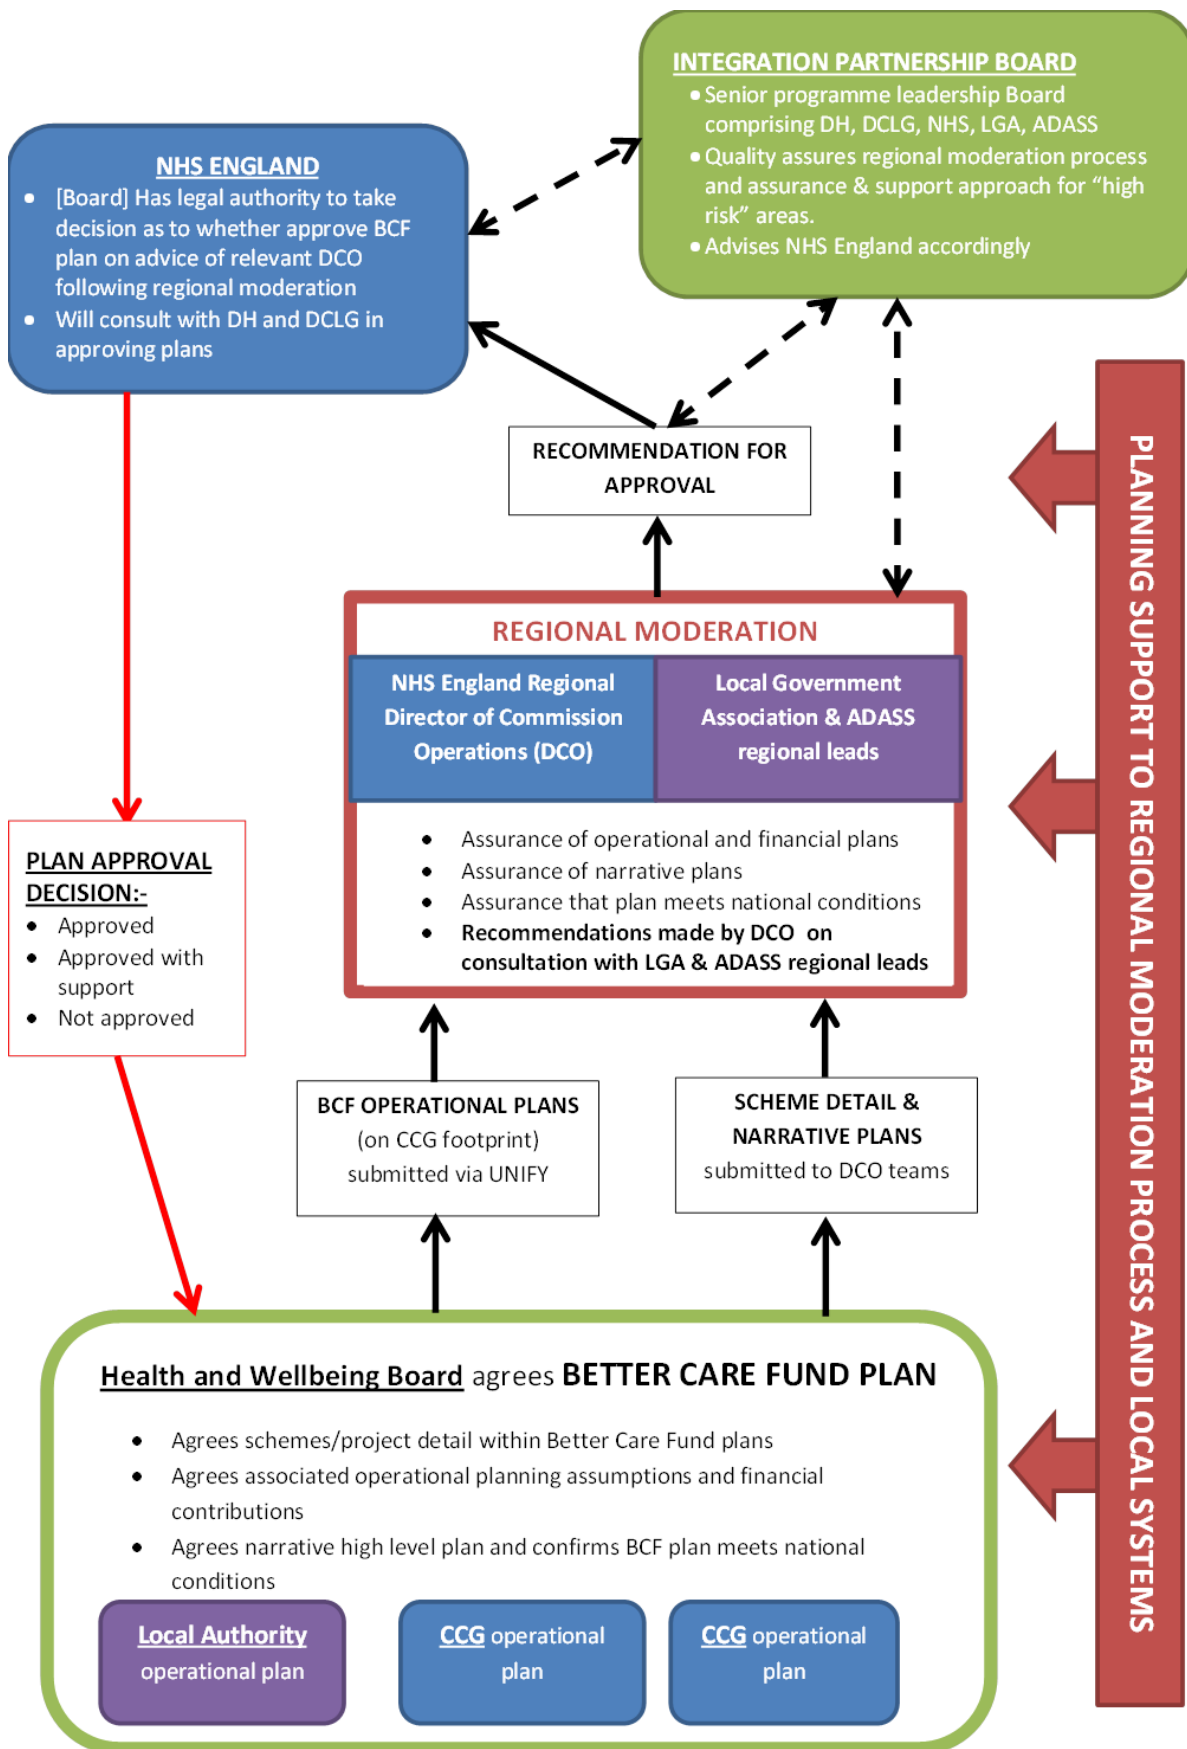 INTEGRATION PARTNERSHIP BOARD
• Senior programme leadership Board
comprising DH, DCLG, NHS, LGA, ADASS
• Quality assures regional moderation process
and assurance & support approach for “high
risk” areas.
• Advises NHS England accordingly
NHS ENGLAND
• [Board] Has legal authority to take
decision as to whether approve BCF
plan on advice of relevant DCO
following regional moderation
• Will consult with DH and DCLG in
approving plans
RECOMMENDATION FOR
APPROVAL
REGIONAL MODERATION
NHS England Regional
Director of Commission
Operations (DCO)
Local Government
Association & ADASS
regional leads
• Assurance of operational and financial plans
• Assurance of narrative plans
• Assurance that plan meets national conditions
• Recommendations made by DCO on
consultation with LGA & ADASS regional leads
PLAN APPROVAL
DECISION:-
• Approved
• Approved with
support
• Not approved
BCF OPERATIONAL PLANS
(on CCG footprint)
submitted via UNIFY
SCHEME DETAIL &
NARRATIVE PLANS
submitted to DCO teams
Health and Wellbeing Board agrees BETTER CARE FUND PLAN
• Agrees schemes/project detail within Better Care Fund plans
• Agrees associated operational planning assumptions and financial
contributions
• Agrees narrative high level plan and confirms BCF plan meets national
conditions
Local Authority
operational plan
CCG operational
plan
CCG operational
plan
PLANNING SUPPORT TO REGIONAL MODERATION PROCESS AND LOCAL SYSTEMS